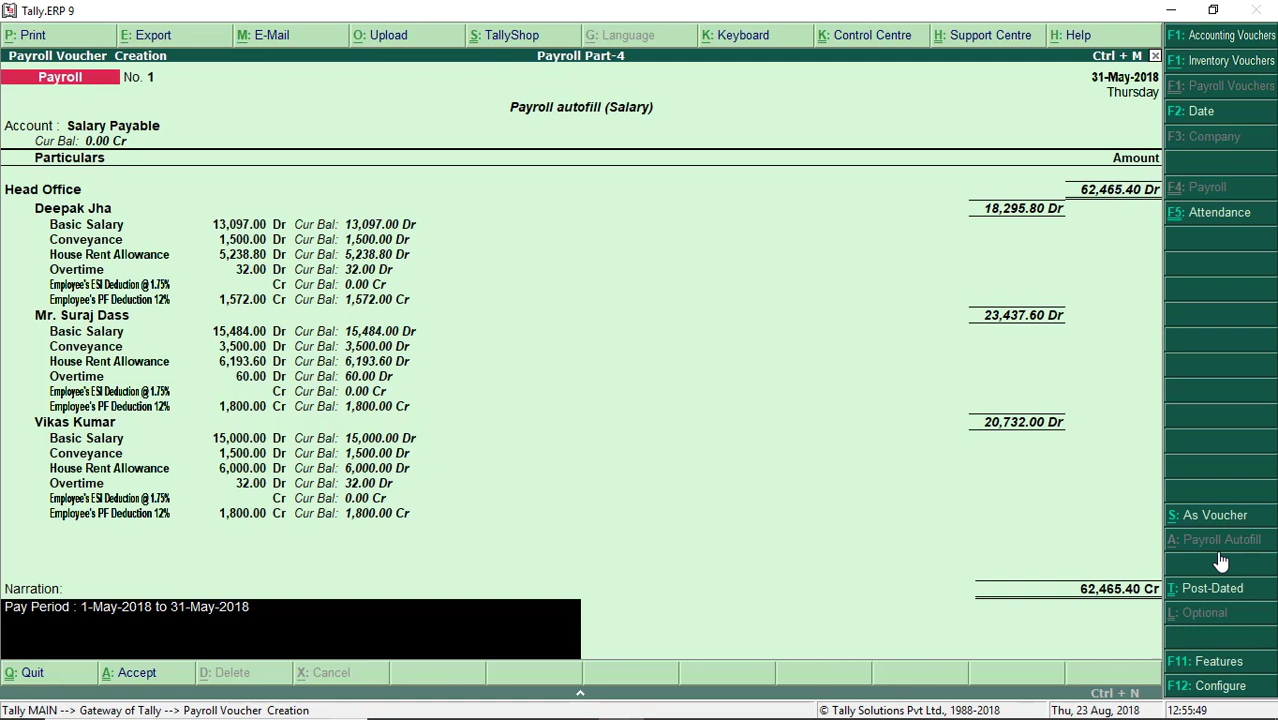 Tally.ERP 9
P: Print E: Export M: E-Mail O: Upload S: TallyShop G: Language K: Keyboard K: Control Centre H: Support Centre H: Help
Payroll Voucher Creation Payroll Part-4 Ctrl + M
Payroll No. 1 31-May-2018
Thursday
Payroll autofill (Salary)
Account : Salary Payable
Cur Bal: 0.00 Cr
Particulars Amount
Head Office 62,465.40 Dr
Deepak Jha 18,295.80 Dr
Basic Salary 13,097.00 Dr Cur Bal: 13,097.00 Dr
Conveyance 1,500.00 Dr Cur Bal: 1,500.00 Dr
House Rent Allowance 5,238.80 Dr Cur Bal: 5,238.80 Dr
Overtime 32.00 Dr Cur Bal: 32.00 Dr
Employee's ESI Deduction @ 1.75% Cr Cur Bal: 0.00 Cr
Employee's PF Deduction 12% 1,572.00 Cr Cur Bal: 1,572.00 Cr
Mr. Suraj Dass 23,437.60 Dr
Basic Salary 15,484.00 Dr Cur Bal: 15,484.00 Dr
Conveyance 3,500.00 Dr Cur Bal: 3,500.00 Dr
House Rent Allowance 6,193.60 Dr Cur Bal: 6,193.60 Dr
Overtime 60.00 Dr Cur Bal: 60.00 Dr
Employee's ESI Deduction @ 1.75% Cr Cur Bal: 0.00 Cr
Employee's PF Deduction 12% 1,800.00 Cr Cur Bal: 1,800.00 Cr
Vikas Kumar 20,732.00 Dr
Basic Salary 15,000.00 Dr Cur Bal: 15,000.00 Dr
Conveyance 1,500.00 Dr Cur Bal: 1,500.00 Dr
House Rent Allowance 6,000.00 Dr Cur Bal: 6,000.00 Dr
Overtime 32.00 Dr Cur Bal: 32.00 Dr
Employee's ESI Deduction @ 1.75% Cr Cur Bal: 0.00 Cr
Employee's PF Deduction 12% 1,800.00 Cr Cur Bal: 1,800.00 Cr
Narration: 62,465.40 Cr
Pay Period : 1-May-2018 to 31-May-2018
Q: Quit A: Accept D: Delete X: Cancel
Ctrl + N
Tally MAIN --> Gateway of Tally --> Payroll Voucher Creation © Tally Solutions Pvt Ltd., 1988-2018 Thu, 23 Aug, 2018 12:55:49
F1: Accounting Vouchers
F1: Inventory Vouchers
F1: Payroll Vouchers
F2: Date
F3: Company
F4: Payroll
F5: Attendance
S: As Voucher
A: Payroll Autofill
T: Post-Dated
L: Optional
F11: Features
F12: Configure